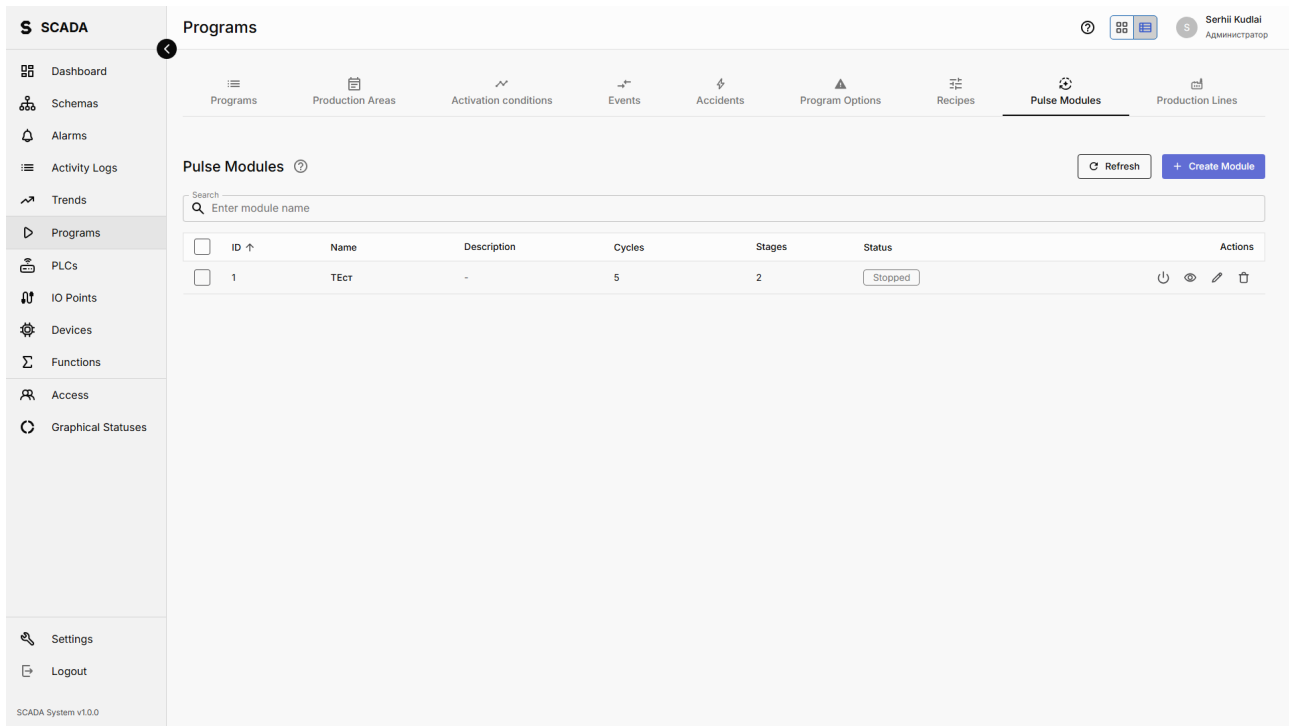 S SCADA
Programs
Serhii Kudlai
S
Администратор
Dashboard
Schemas
Alarms
Activity Logs
Trends
Programs
PLCs
IO Points
Devices
Functions
Access
Graphical Statuses
Settings
Logout
SCADA System v1.0.0
Programs Production Areas Activation conditions Events Accidents Program Options Recipes Pulse Modules Production Lines
Pulse Modules
Refresh + Create Module
Search
Enter module name
ID ↑ Name Description Cycles Stages Status Actions
1 ТЕст - 5 2 Stopped